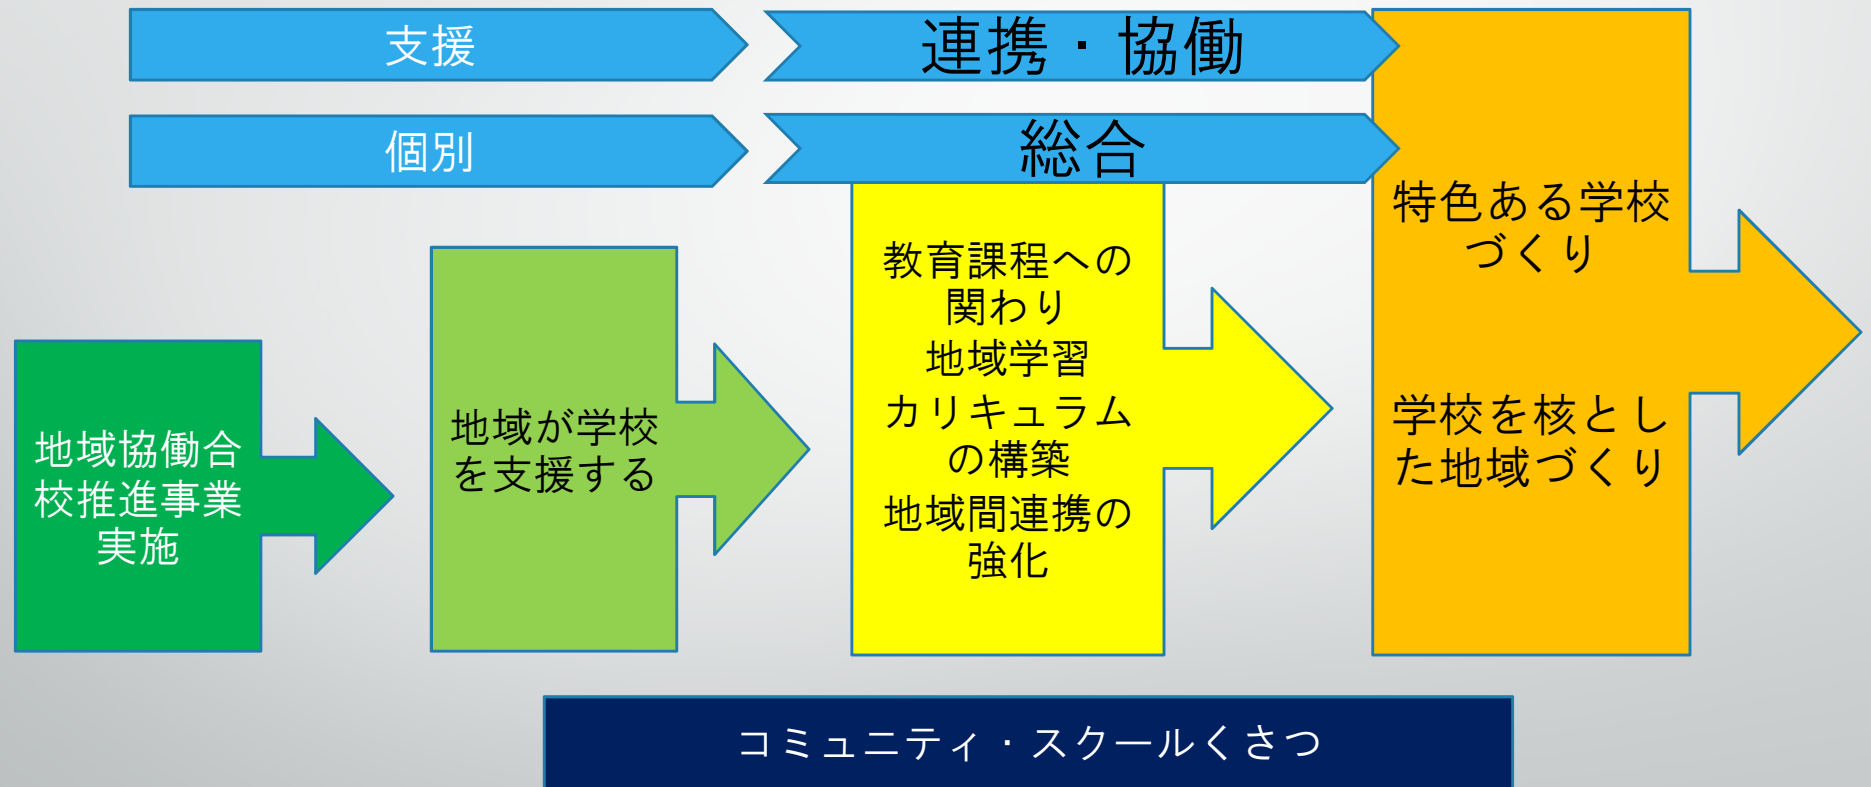 支援
連携・協働
個別
総合
地域協働合
校推進事業
実施
地域が学校
を支援する
教育課程への
関わり
地域学習
カリキュラム
の構築
地域間連携の
強化
特色ある学校
づくり
学校を核とし
た地域づくり
コミュニティ・スクールくさつ